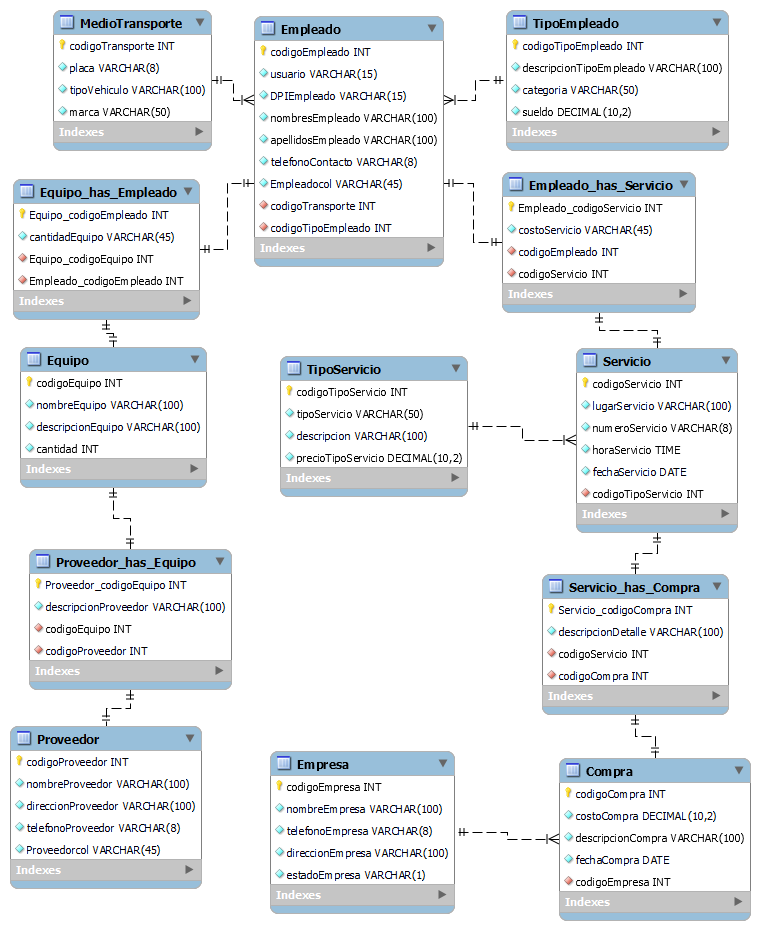 MedioTransporte
codigoTransporte INT
placa VARCHAR(8)
tipoVehiculo VARCHAR(100)
marca VARCHAR(50)
Indexes
Empleado
codigoEmpleado INT
usuario VARCHAR(15)
DPIEmpleado VARCHAR(15)
nombresEmpleado VARCHAR(100)
apellidosEmpleado VARCHAR(100)
telefonoContacto VARCHAR(8)
Empleadocol VARCHAR(45)
codigoTransporte INT
codigoTipoEmpleado INT
Indexes
TipoEmpleado
codigoTipoEmpleado INT
descripcionTipoEmpleado VARCHAR(100)
categoria VARCHAR(50)
sueldo DECIMAL(10,2)
Indexes
Equipo_has_Empleado
Equipo_codigoEmpleado INT
cantidadEquipo VARCHAR(45)
Equipo_codigoEquipo INT
Empleado_codigoEmpleado INT
Indexes
Empleado_has_Servicio
Empleado_codigoServicio INT
costoServicio VARCHAR(45)
codigoEmpleado INT
codigoServicio INT
Indexes
Equipo
codigoEquipo INT
nombreEquipo VARCHAR(100)
descripcionEquipo VARCHAR(100)
cantidad INT
Indexes
TipoServicio
codigoTipoServicio INT
tipoServicio VARCHAR(50)
descripcion VARCHAR(100)
precioTipoServicio DECIMAL(10,2)
Indexes
Servicio
codigoServicio INT
lugarServicio VARCHAR(100)
numeroServicio VARCHAR(8)
horaServicio TIME
fechaServicio DATE
codigoTipoServicio INT
Indexes
Proveedor_has_Equipo
Proveedor_codigoEquipo INT
descripcionProveedor VARCHAR(100)
codigoEquipo INT
codigoProveedor INT
Indexes
Servicio_has_Compra
Servicio_codigoCompra INT
descripcionDetalle VARCHAR(100)
codigoServicio INT
codigoCompra INT
Indexes
Proveedor
codigoProveedor INT
nombreProveedor VARCHAR(100)
direccionProveedor VARCHAR(100)
telefonoProveedor VARCHAR(8)
Proveedorcol VARCHAR(45)
Indexes
Empresa
codigoEmpresa INT
nombreEmpresa VARCHAR(100)
telefonoEmpresa VARCHAR(8)
direccionEmpresa VARCHAR(100)
estadoEmpresa VARCHAR(1)
Indexes
Compra
codigoCompra INT
costoCompra DECIMAL(10,2)
descripcionCompra VARCHAR(100)
fechaCompra DATE
codigoEmpresa INT
Indexes